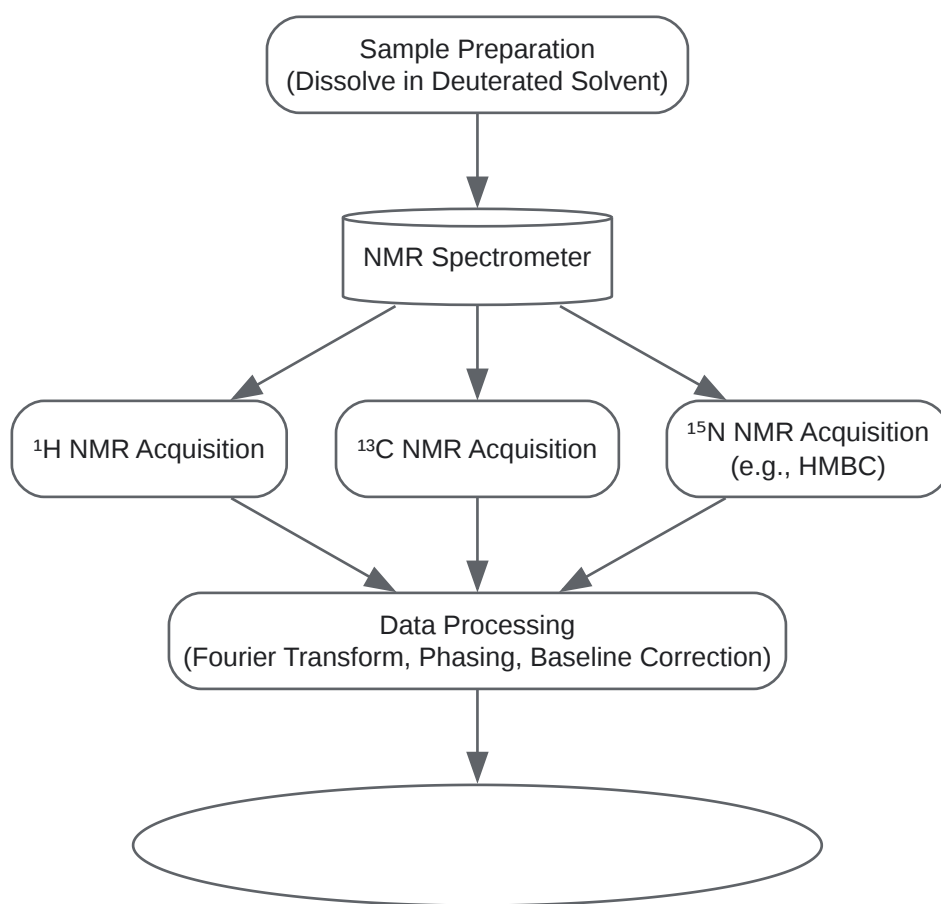 Sample Preparation
(Dissolve in Deuterated Solvent)
NMR Spectrometer
¹H NMR Acquisition
¹³C NMR Acquisition
¹⁵N NMR Acquisition
(e.g., HMBC)
Data Processing
(Fourier Transform, Phasing, Baseline Correction)